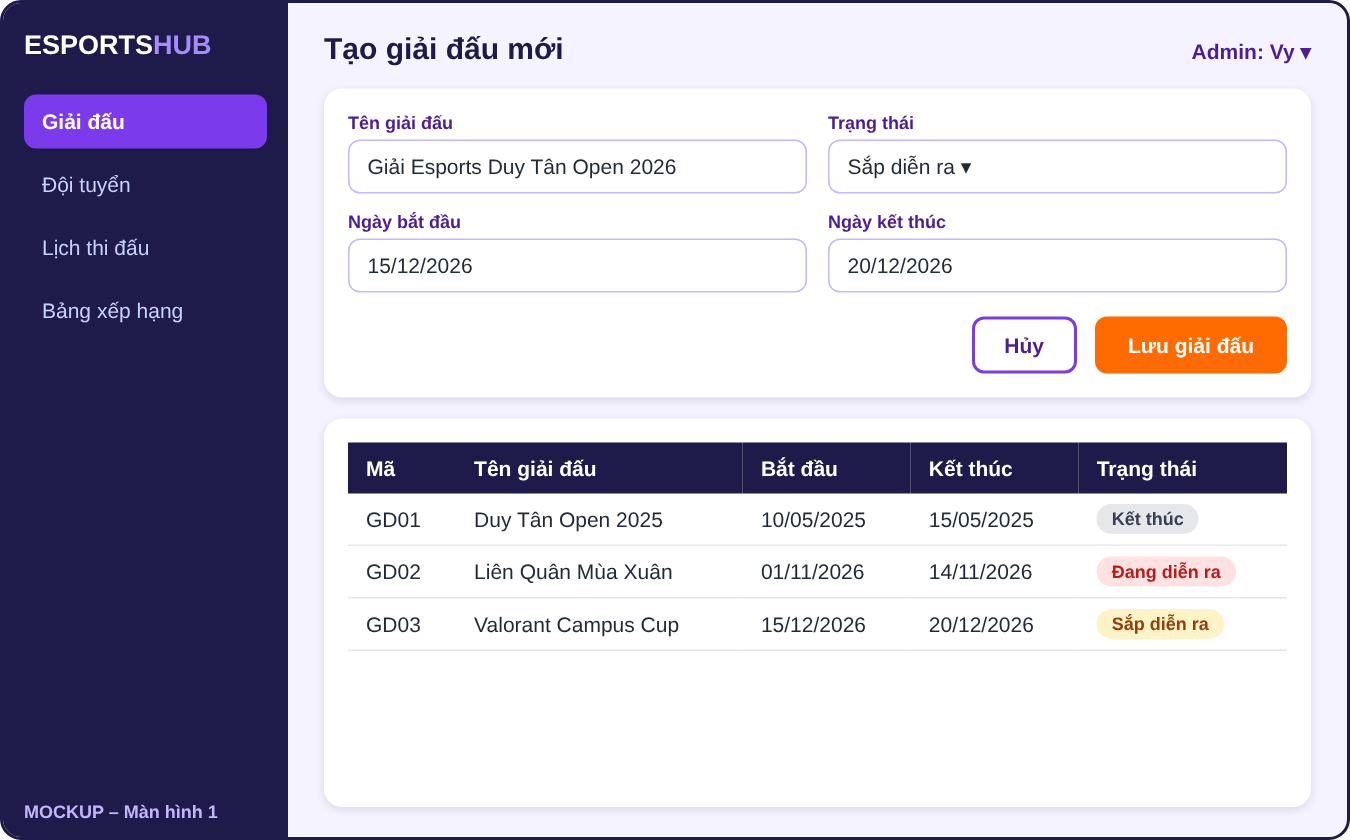 ESPORTSHUB
Giải đấu
Đội tuyển
Lịch thi đấu
Bảng xếp hạng
MOCKUP – Màn hình 1
Tạo giải đấu mới
Admin: Vy ▾
Tên giải đấu
Trạng thái
Giải Esports Duy Tân Open 2026
Sắp diễn ra ▾
Ngày bắt đầu
Ngày kết thúc
15/12/2026
20/12/2026
Hủy
Lưu giải đấu
Mã Tên giải đấu Bắt đầu Kết thúc Trạng thái
GD01 Duy Tân Open 2025 10/05/2025 15/05/2025 Kết thúc
GD02 Liên Quân Mùa Xuân 01/11/2026 14/11/2026 Đang diễn ra
GD03 Valorant Campus Cup 15/12/2026 20/12/2026 Sắp diễn ra